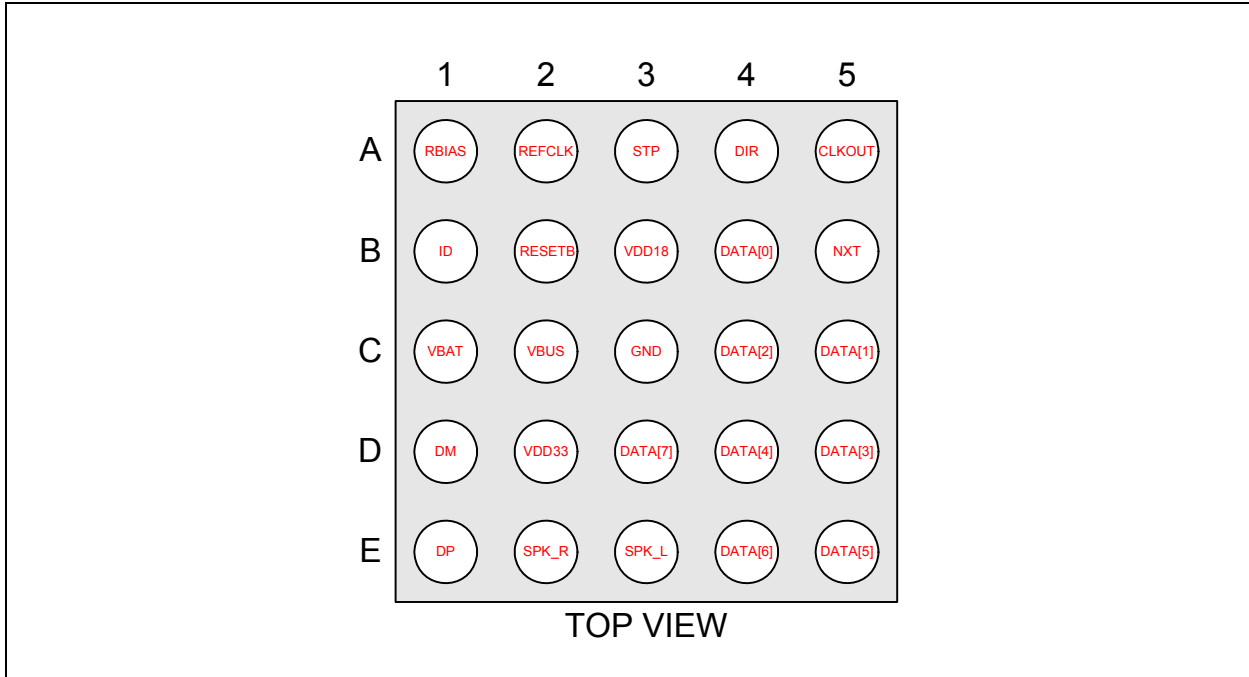 1 2 3 4 5
A RBIAS REFCLK STP DIR CLKOUT
B ID RESETB VDD18 DATA[0] NXT
C VBAT VBUS GND DATA[2] DATA[1]
D DM VDD33 DATA[7] DATA[4] DATA[3]
E DP SPK_R SPK_L DATA[6] DATA[5]
TOP VIEW